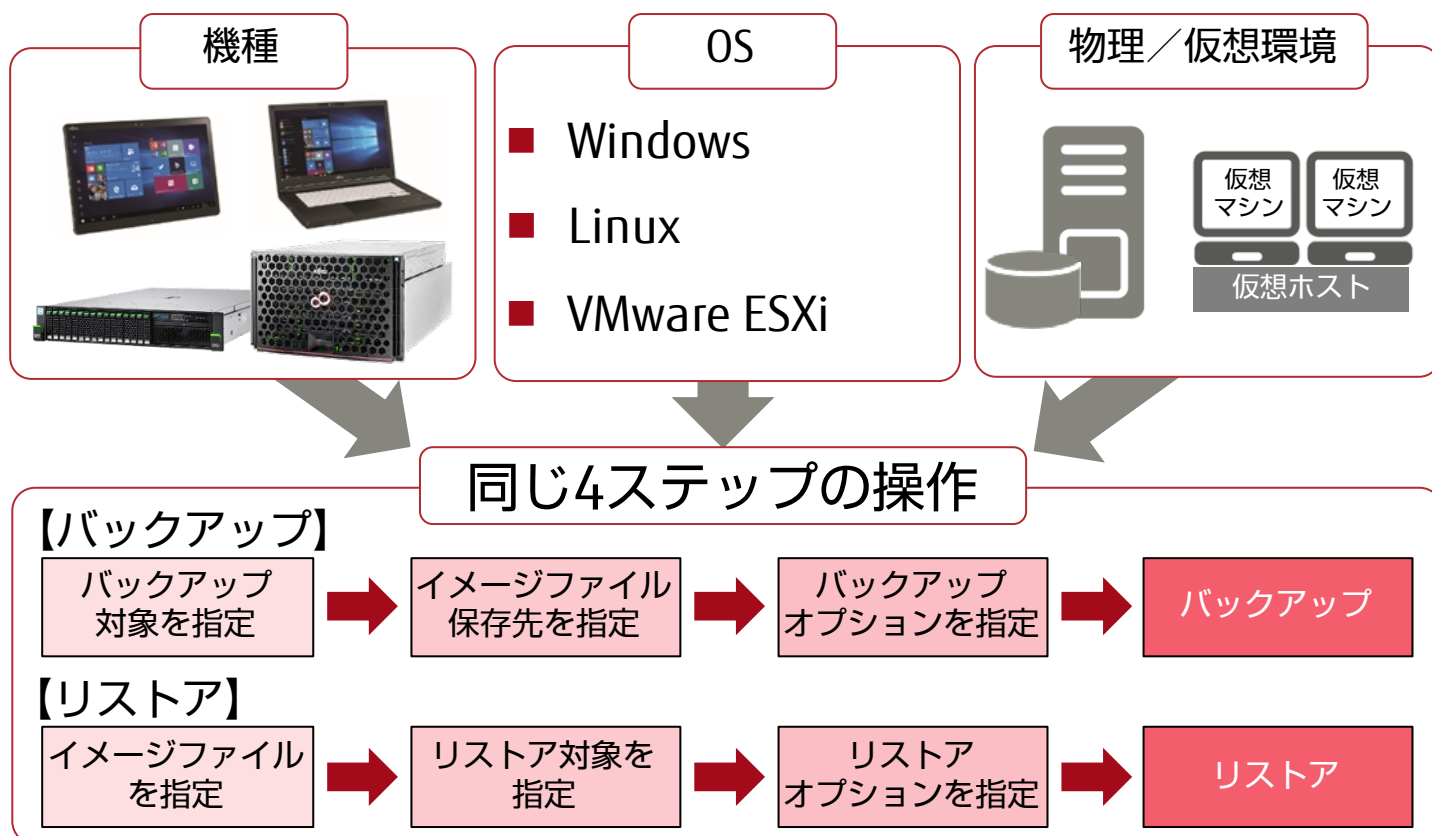 機種
OS
物理／仮想環境
■ Windows
■ Linux
■ VMware ESXi
仮想
マシン
仮想
マシン
仮想ホスト
同じ4ステップの操作
【バックアップ】
バックアップ
対象を指定
イメージファイル
保存先を指定
バックアップ
オプションを指定
バックアップ
【リストア】
イメージファイル
を指定
リストア対象を
指定
リストア
オプションを指定
リストア